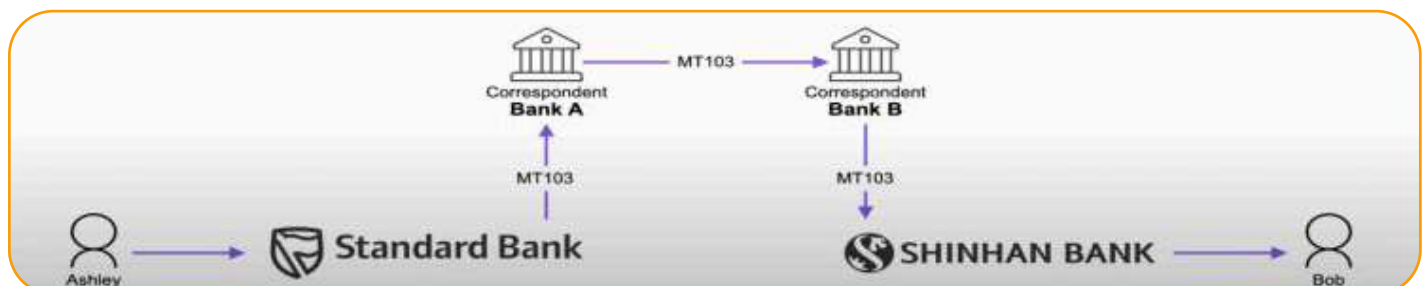 MT103
Correspondent
Bank A
Correspondent
Bank B
MT103
MT103
Standard Bank
SHINHAN BANK
Ashley
Bob